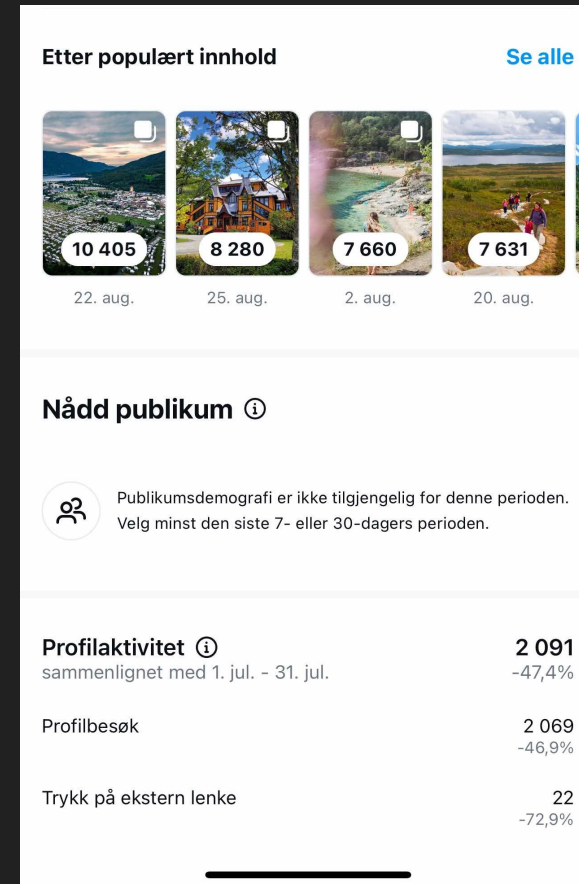 Etter populært innhold
Se alle
10 405
8 280
7 660
7 631
22. aug.
25. aug.
2. aug.
20. aug.
Nådd publikum
Publikumsdemografi er ikke tilgjengelig for denne perioden.
Velg minst den siste 7- eller 30-dagers perioden.
Profilaktivitet
2 091
sammenlignet med 1. jul. - 31. jul.
-47,4%
Profilbesøk
2 069
-46,9%
Trykk på ekstern lenke
22
-72,9%